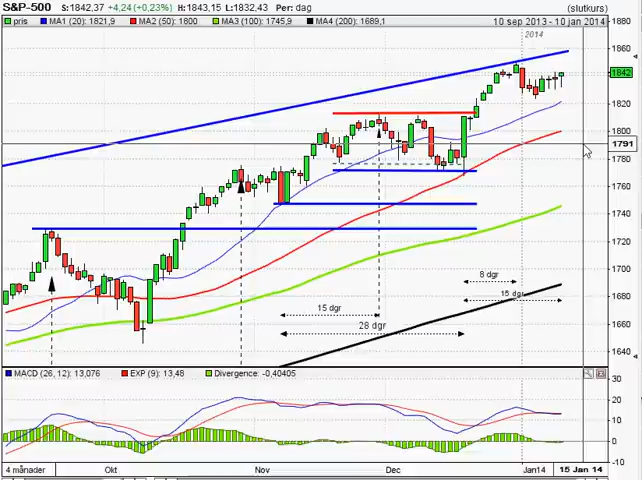 S&P-500 S:1842,37 +4,24 (+0,23%) H:1843,15 L:1832,43 Per: dag (slutkurs)
pris MA1 (20): 1821,9 MA2 (50): 1800 MA3 (100): 1745,9 MA4 (200): 1689,1 10 sep 2013 - 10 jan 2014
2014
1880
1860
1842
1820
1800
1791
1780
1760
1740
1720
1700
1680
1660
1640
8 dgr
15 dgr
15 dgr
28 dgr
MACD (26, 12): 13,076 EXP (9): 13,48 Divergence: -0,40405
30
20
10
0
-10
4 månader Okt Nov Dec Jan14 15 Jan 14